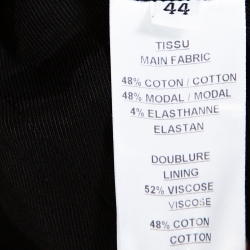 44
TISSU
MAIN FABRIC
48% COTON / COTTON
48% MODAL / MODAL
4% ELASTHANNE
ELASTAN
DOUBLURE
LINING
52% VISCOSE
VISCOSE
48% COTON
COTTON